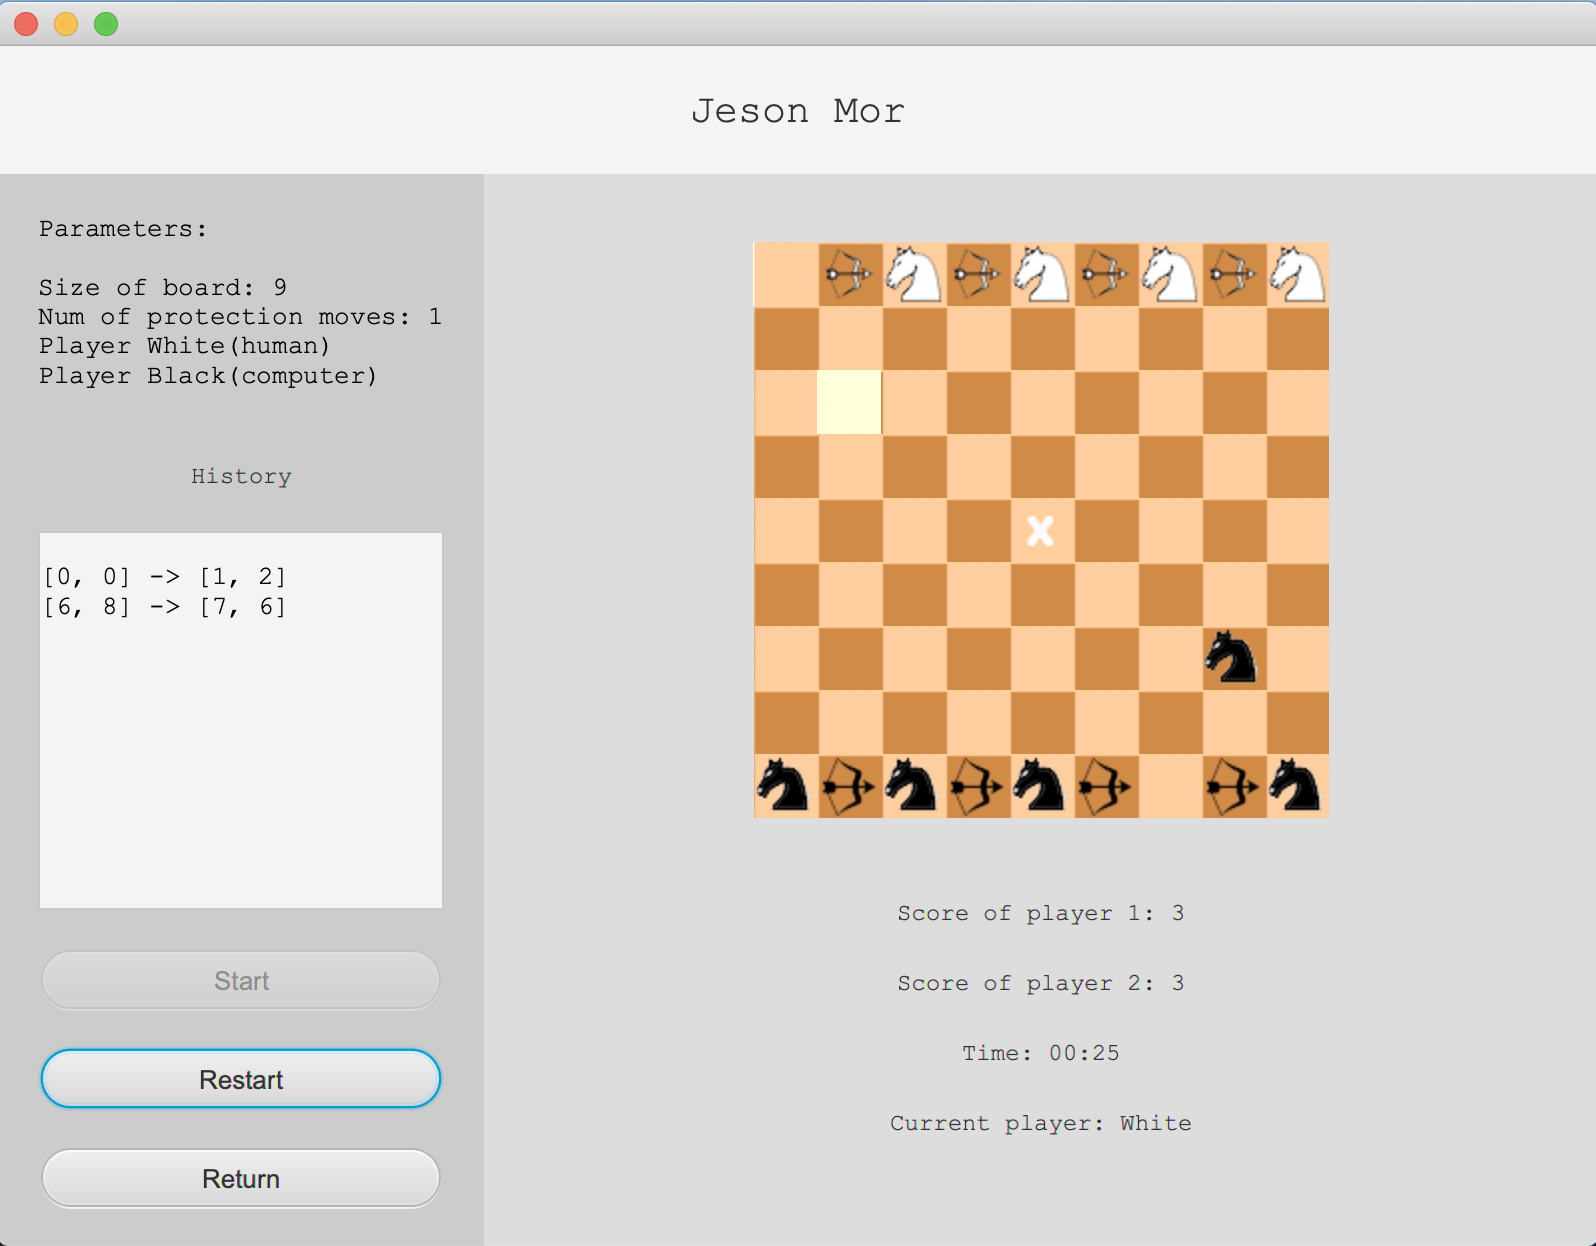 Jeson Mor
Parameters:
Size of board: 9
Num of protection moves: 1
Player White(human)
Player Black(computer)
History
[0, 0] -> [1, 2]
[6, 8] -> [7, 6]
Start
Restart
Return
x
Score of player 1: 3
Score of player 2: 3
Time: 00:25
Current player: White